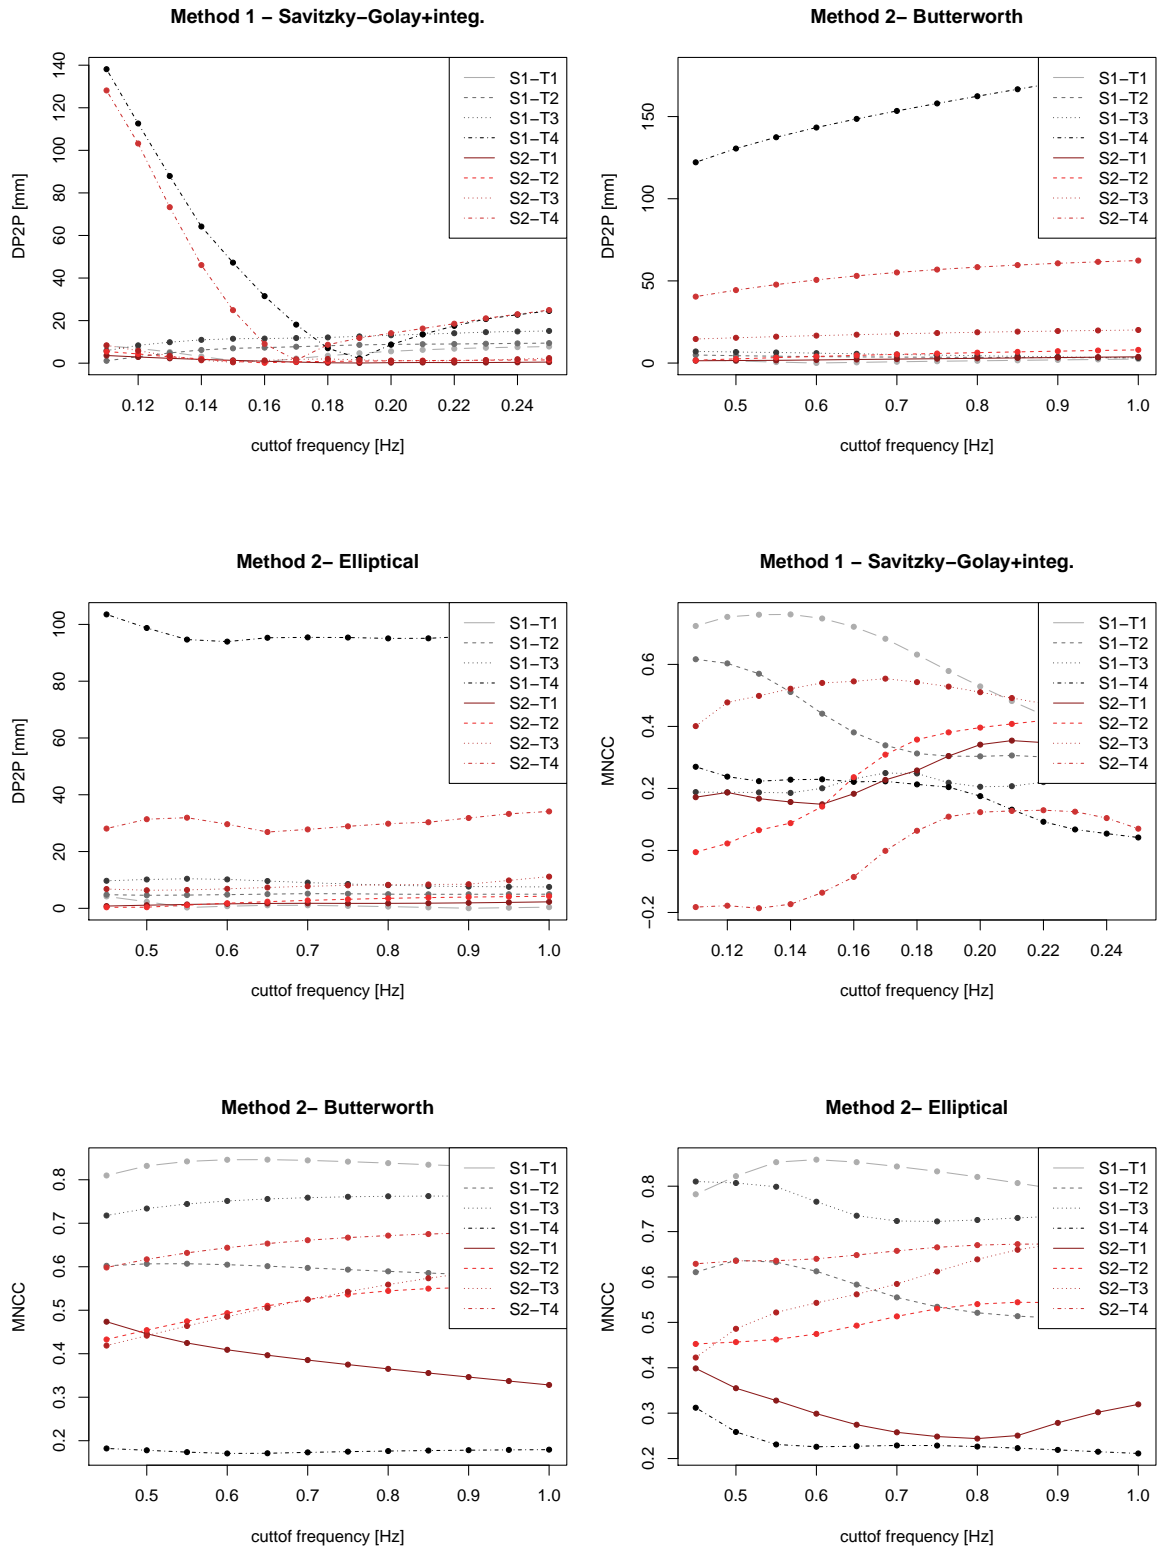 Method 1 − Savitzky−Golay+integ.
DP2P [mm]
140
120
100
80
60
40
20
0
0.12 0.14 0.16 0.18 0.20 0.22 0.24
cuttof frequency [Hz]
S1−T1
S1−T2
S1−T3
S1−T4
S2−T1
S2−T2
S2−T3
S2−T4
Method 2− Butterworth
DP2P [mm]
150
100
50
0
0.5 0.6 0.7 0.8 0.9 1.0
cuttof frequency [Hz]
S1−T1
S1−T2
S1−T3
S1−T4
S2−T1
S2−T2
S2−T3
S2−T4
Method 2− Elliptical
DP2P [mm]
100
80
60
40
20
0
0.5 0.6 0.7 0.8 0.9 1.0
cuttof frequency [Hz]
S1−T1
S1−T2
S1−T3
S1−T4
S2−T1
S2−T2
S2−T3
S2−T4
Method 1 − Savitzky−Golay+integ.
MNCC
0.6
0.4
0.2
0.0
−0.2
0.12 0.14 0.16 0.18 0.20 0.22 0.24
cuttof frequency [Hz]
S1−T1
S1−T2
S1−T3
S1−T4
S2−T1
S2−T2
S2−T3
S2−T4
Method 2− Butterworth
MNCC
0.8
0.7
0.6
0.5
0.4
0.3
0.2
0.5 0.6 0.7 0.8 0.9 1.0
cuttof frequency [Hz]
S1−T1
S1−T2
S1−T3
S1−T4
S2−T1
S2−T2
S2−T3
S2−T4
Method 2− Elliptical
MNCC
0.8
0.7
0.6
0.5
0.4
0.3
0.2
0.5 0.6 0.7 0.8 0.9 1.0
cuttof frequency [Hz]
S1−T1
S1−T2
S1−T3
S1−T4
S2−T1
S2−T2
S2−T3
S2−T4